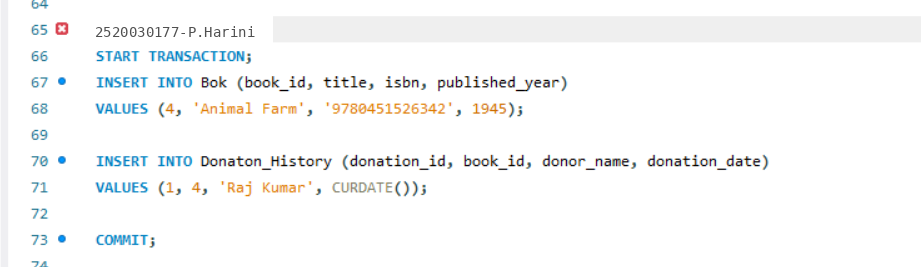 64
65 2520030177-P.Harini
66 START TRANSACTION;
67 INSERT INTO Bok (book_id, title, isbn, published_year)
68 VALUES (4, 'Animal Farm', '9780451526342', 1945);
69
70 INSERT INTO Donaton_History (donation_id, book_id, donor_name, donation_date)
71 VALUES (1, 4, 'Raj Kumar', CURDATE());
72
73 COMMIT;
74